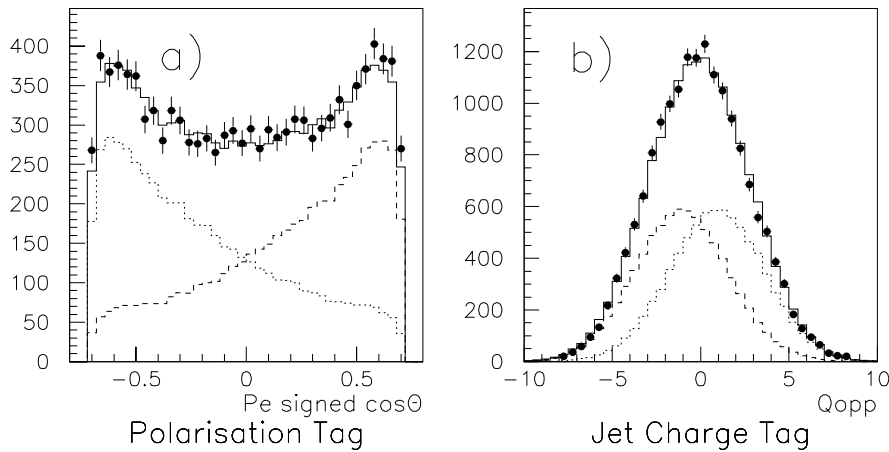 a)
400
350
300
250
200
150
100
50
0
−0.5 0 0.5
Pe signed cosΘ
Polarisation Tag
b)
1200
1000
800
600
400
200
0
−10 −5 0 5 10
Qopp
Jet Charge Tag